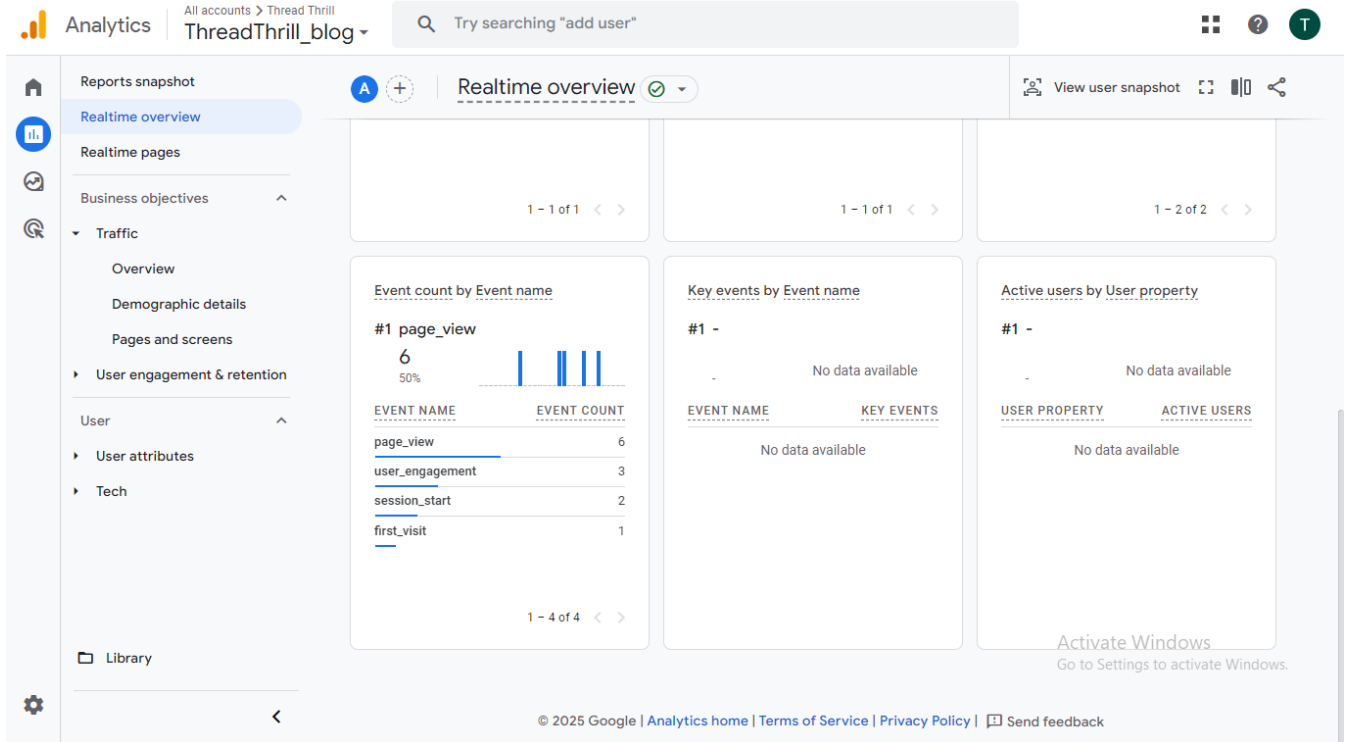 Analytics
All accounts > Thread Thrill
ThreadThrill_blog
Try searching "add user"
T
Reports snapshot
Realtime overview
Realtime pages
Business objectives
Traffic
Overview
Demographic details
Pages and screens
User engagement & retention
User
User attributes
Tech
Library
A
Realtime overview
View user snapshot
1 – 1 of 1
1 – 1 of 1
1 – 2 of 2
Event count by Event name
#1 page_view
6
50%
EVENT NAME EVENT COUNT
page_view 6
user_engagement 3
session_start 2
first_visit 1
1 – 4 of 4
Key events by Event name
#1 -
- No data available
EVENT NAME KEY EVENTS
No data available
Active users by User property
#1 -
- No data available
USER PROPERTY ACTIVE USERS
No data available
Activate Windows
Go to Settings to activate Windows.
© 2025 Google | Analytics home | Terms of Service | Privacy Policy | Send feedback